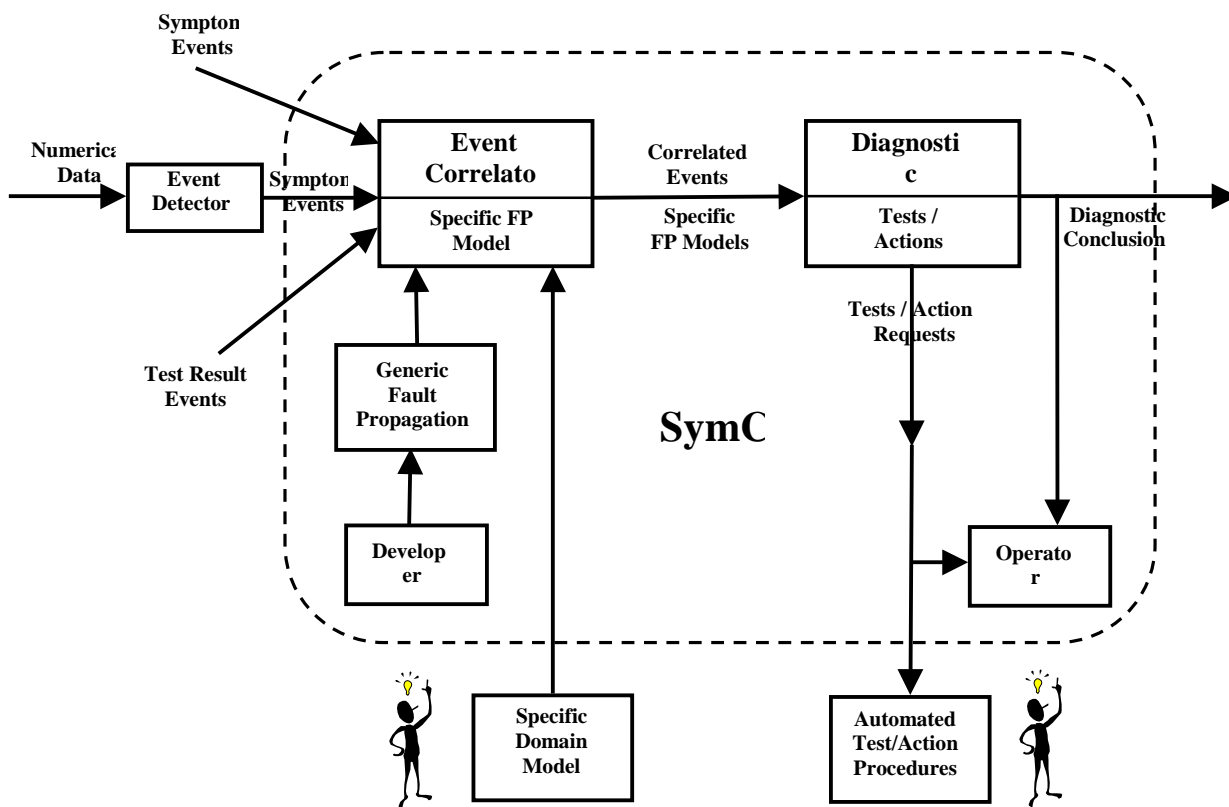 Sympton
Events
Numerica
Data
Event
Detector
Sympton
Events
Test Result
Events
Event
Correlato
Specific FP
Model
Correlated
Events
Specific
FP Models
Diagnosti
c
Tests /
Actions
Diagnostic
Conclusion
Tests / Action
Requests
Generic
Fault
Propagation
SymC
Develop
er
Operato
r
Specific
Domain
Model
Automated
Test/Action
Procedures